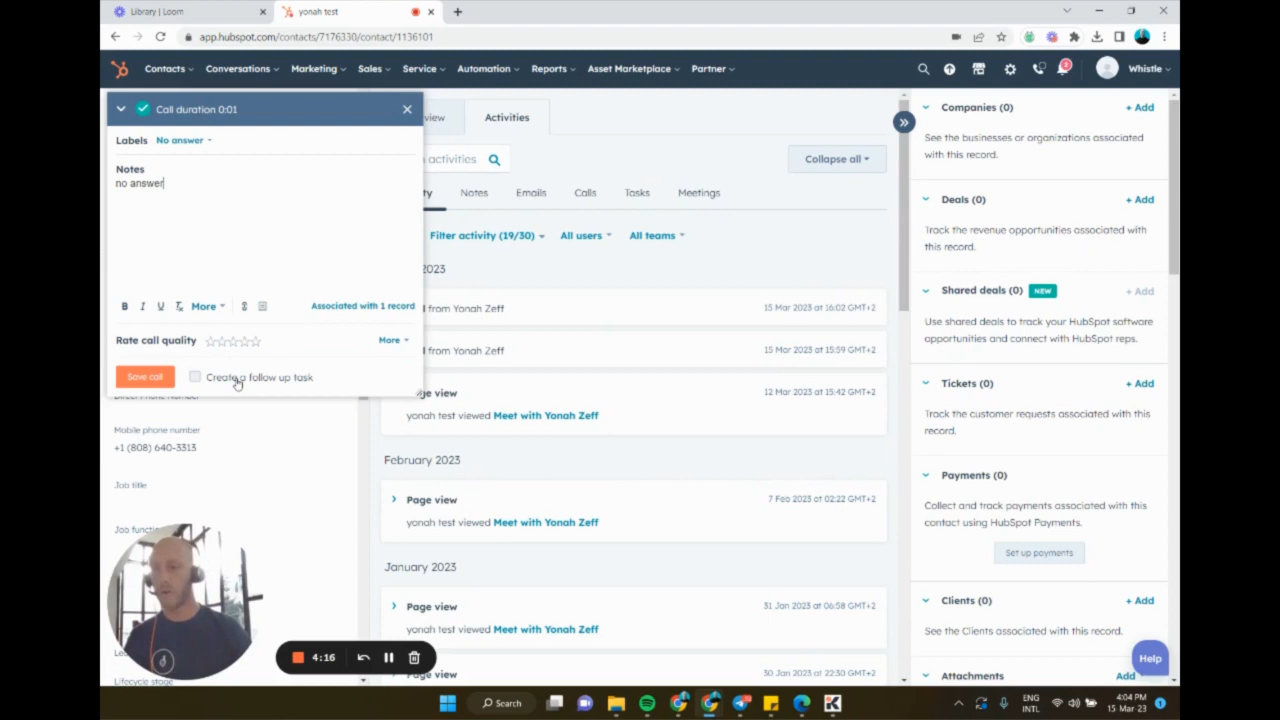 Library | Loom
yonah test
app.hubspot.com/contacts/7176330/contact/1136101
Contacts
Conversations
Marketing
Sales
Service
Automation
Reports
Asset Marketplace
Partner
2
Whistle
Call duration 0:01
Labels No answer
Notes
no answer
More
Associated with 1 record
Rate call quality
More
Save call
Create a follow up task
Mobile phone number
+1 (808) 640-3313
Job title
Job functi
Lifecycle stage
view
Activities
activities
Collapse all
ty
Notes
Emails
Calls
Tasks
Meetings
Filter activity (19/30)
All users
All teams
2023
from Yonah Zeff
15 Mar 2023 at 16:02 GMT+2
from Yonah Zeff
15 Mar 2023 at 15:59 GMT+2
ge view
12 Mar 2023 at 15:42 GMT+2
yonah test viewed Meet with Yonah Zeff
February 2023
Page view
7 Feb 2023 at 02:22 GMT+2
yonah test viewed Meet with Yonah Zeff
January 2023
Page view
31 Jan 2023 at 06:58 GMT+2
yonah test viewed Meet with Yonah Zeff
Page view
30 Jan 2023 at 22:30 GMT+2
Companies (0)
+ Add
See the businesses or organizations associated
with this record.
Deals (0)
+ Add
Track the revenue opportunities associated with
this record.
Shared deals (0) NEW
+ Add
Use shared deals to track your HubSpot software
opportunities and connect with HubSpot reps.
Tickets (0)
+ Add
Track the customer requests associated with this
record.
Payments (0)
Collect and track payments associated with this
contact using HubSpot Payments.
Set up payments
Clients (0)
+ Add
See the Clients associated with this record.
Attachments
Add
Help
4:16
Search
ENG
INTL
4:04 PM
15 Mar 23